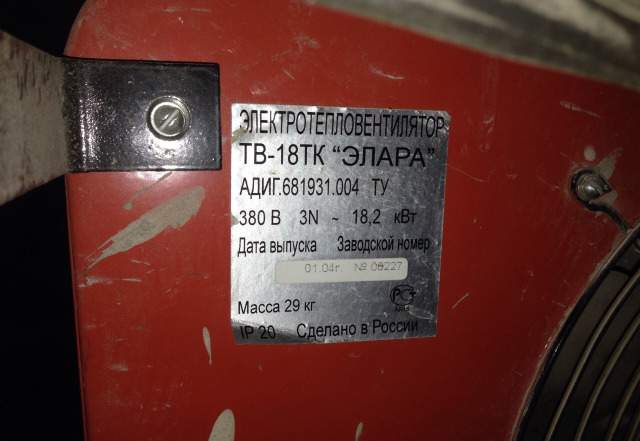 ЭЛЕКТРОТЕПЛОВЕНТИЛЯТОР
ТВ-18ТК "ЭЛАРА"
АДИГ.681931.004 ТУ
380 В 3N ~ 18,2 кВт
Дата выпуска Заводской номер
01.04г. № 08227
Масса 29 кг
IP 20 Сделано в России